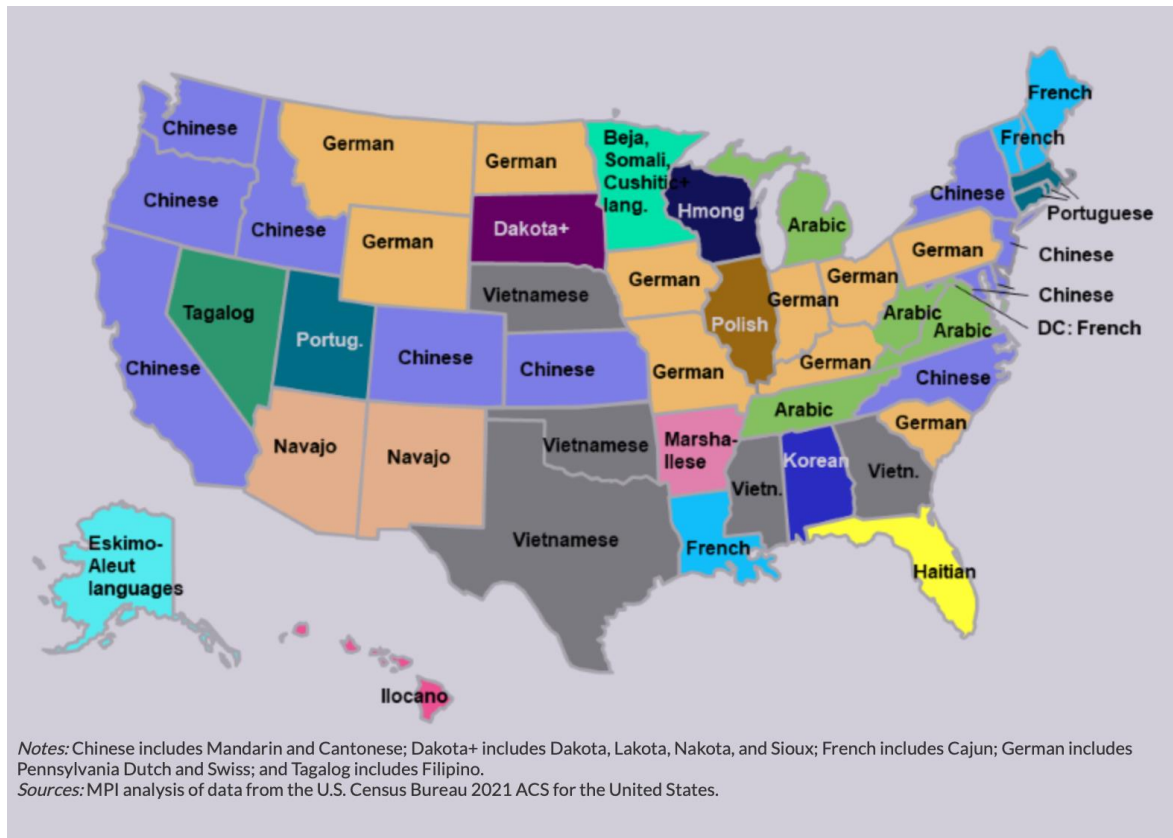 French
Chinese
German
German
Beja,
Somali,
Cushitic+
lang.
French
Chinese
Dakota+
Hmong
Chinese
Portuguese
Chinese
German
Arabic
German
Chinese
German
German
Chinese
Vietnamese
German
Tagalog
Polish
Arabic
Arabic
DC: French
Portug.
Chinese
Chinese
Chinese
German
German
Chinese
Arabic
German
Navajo
Navajo
Vietnamese
Marsha-
llese
Korean
Vietn.
Vietn.
Vietnamese
French
Eskimo-
Aleut
languages
Haitian
Ilocano
Notes: Chinese includes Mandarin and Cantonese; Dakota+ includes Dakota, Lakota, Nakota, and Sioux; French includes Cajun; German includes
Pennsylvania Dutch and Swiss; and Tagalog includes Filipino.
Sources: MPI analysis of data from the U.S. Census Bureau 2021 ACS for the United States.